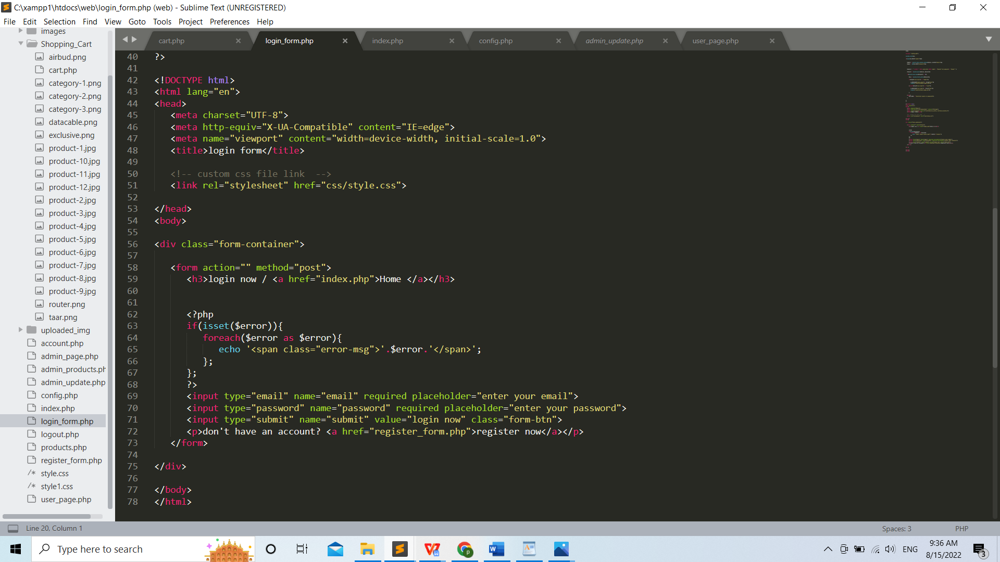 C:\xampp1\htdocs\web\login_form.php (web) - Sublime Text (UNREGISTERED)
File Edit Selection Find View Goto Tools Project Preferences Help
images
Shopping_Cart
airbud.png
cart.php
category-1.png
category-2.png
category-3.png
datacable.png
exclusive.png
product-1.jpg
product-10.jpg
product-11.jpg
product-12.jpg
product-2.jpg
product-3.jpg
product-4.jpg
product-5.jpg
product-6.jpg
product-7.jpg
product-8.jpg
product-9.jpg
router.png
taar.png
uploaded_img
account.php
admin_page.php
admin_products.ph
admin_update.php
config.php
index.php
login_form.php
logout.php
products.php
register_form.php
/* style.css
/* style1.css
user_page.php
cart.php login_form.php index.php config.php admin_update.php user_page.php
40 ?>
41
42 <!DOCTYPE html>
43 <html lang="en">
44 <head>
45 <meta charset="UTF-8">
46 <meta http-equiv="X-UA-Compatible" content="IE=edge">
47 <meta name="viewport" content="width=device-width, initial-scale=1.0">
48 <title>login form</title>
49
50 <!-- custom css file link  -->
51 <link rel="stylesheet" href="css/style.css">
52
53 </head>
54 <body>
55
56 <div class="form-container">
57
58 <form action="" method="post">
59 <h3>login now / <a href="index.php">Home </a></h3>
60
61
62 <?php
63 if(isset($error)){
64 foreach($error as $error){
65 echo '<span class="error-msg">'.$error.'</span>';
66 };
67 };
68 ?>
69 <input type="email" name="email" required placeholder="enter your email">
70 <input type="password" name="password" required placeholder="enter your password">
71 <input type="submit" name="submit" value="login now" class="form-btn">
72 <p>don't have an account? <a href="register_form.php">register now</a></p>
73 </form>
74
75 </div>
76
77 </body>
78 </html>
Line 20, Column 1 Spaces: 3 PHP
Type here to search
ENG
9:36 AM
8/15/2022
3